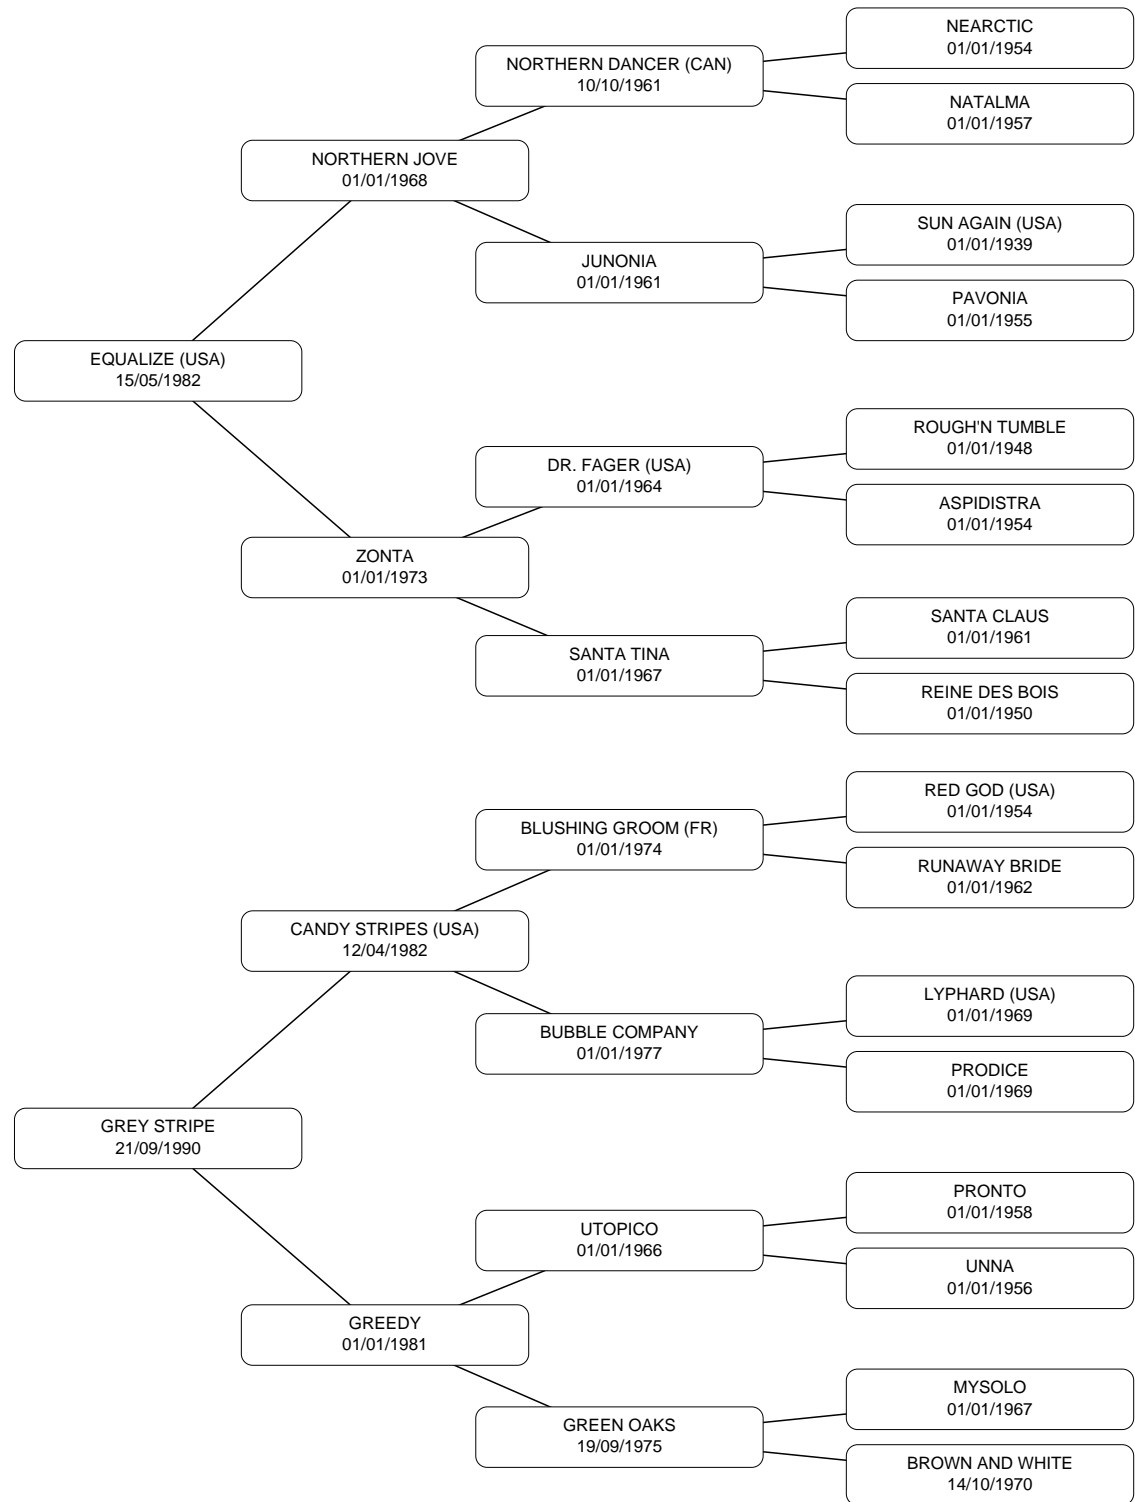 NEARCTIC
01/01/1954
NORTHERN DANCER (CAN)
10/10/1961
NATALMA
01/01/1957
NORTHERN JOVE
01/01/1968
SUN AGAIN (USA)
01/01/1939
JUNONIA
01/01/1961
PAVONIA
01/01/1955
EQUALIZE (USA)
15/05/1982
ROUGH'N TUMBLE
01/01/1948
DR. FAGER (USA)
01/01/1964
ASPIDISTRA
01/01/1954
ZONTA
01/01/1973
SANTA CLAUS
01/01/1961
SANTA TINA
01/01/1967
REINE DES BOIS
01/01/1950
RED GOD (USA)
01/01/1954
BLUSHING GROOM (FR)
01/01/1974
RUNAWAY BRIDE
01/01/1962
CANDY STRIPES (USA)
12/04/1982
LYPHARD (USA)
01/01/1969
BUBBLE COMPANY
01/01/1977
PRODICE
01/01/1969
GREY STRIPE
21/09/1990
PRONTO
01/01/1958
UTOPICO
01/01/1966
UNNA
01/01/1956
GREEDY
01/01/1981
MYSOLO
01/01/1967
GREEN OAKS
19/09/1975
BROWN AND WHITE
14/10/1970